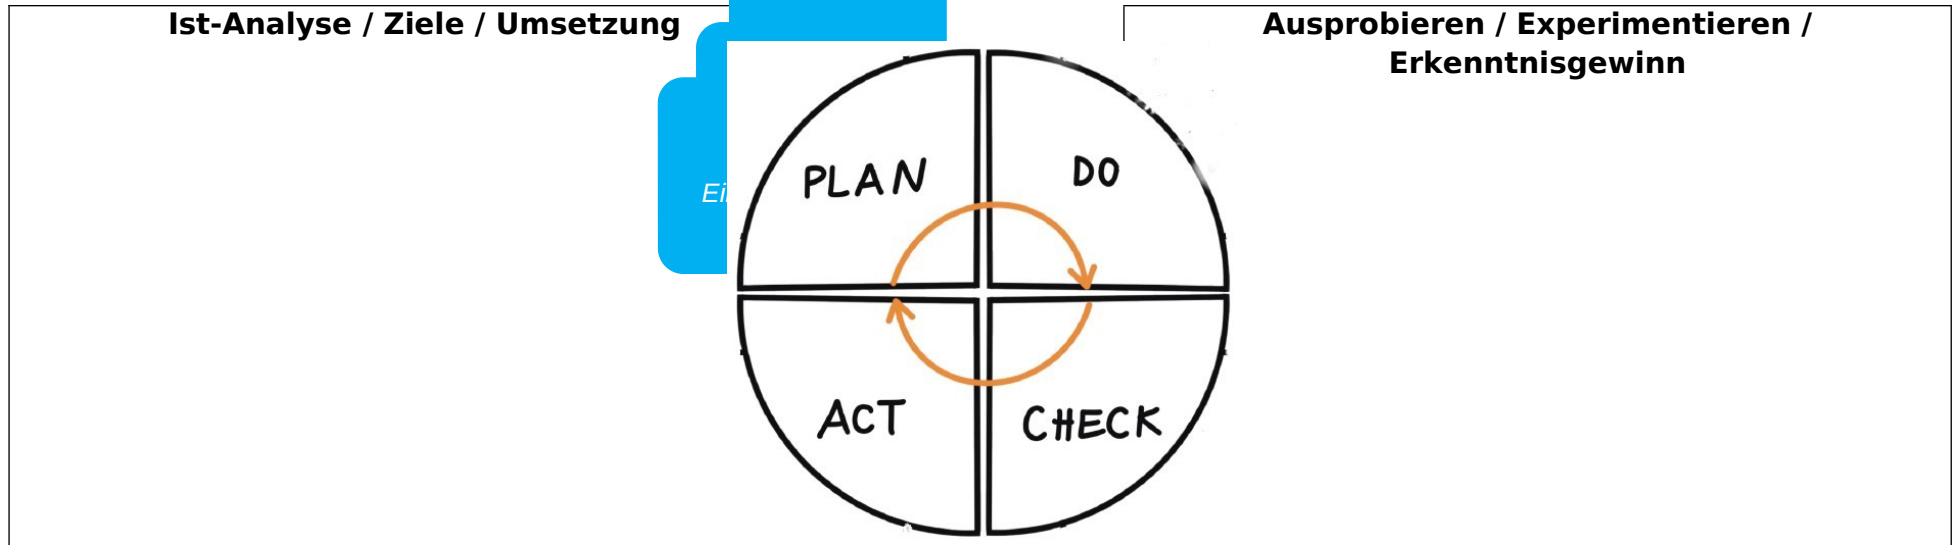 Ist-Analyse / Ziele / Umsetzung
Ausprobieren / Experimentieren /
Erkenntnisgewinn
PLAN
DO
ACT
CHECK